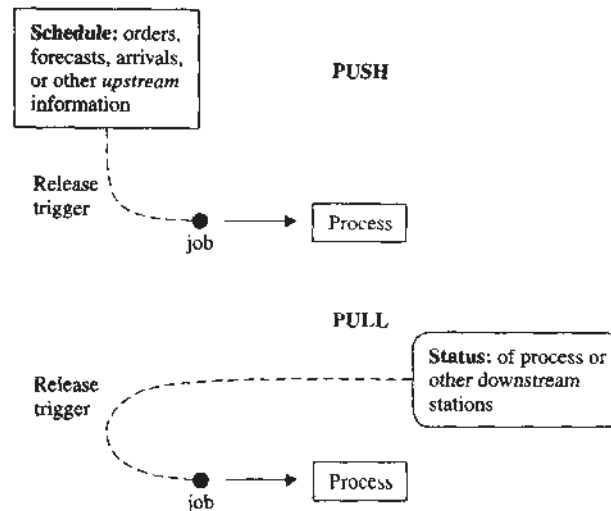 Schedule: orders,
forecasts, arrivals,
or other upstream
information
PUSH
Release
trigger
job
Process
PULL
Status: of process or
other downstream
stations
Release
trigger
job
Process